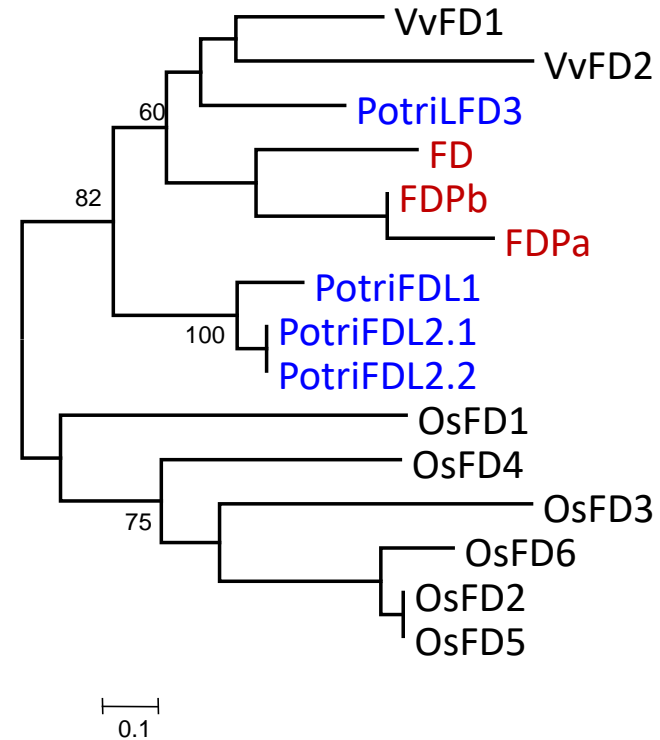 VvFD1
VvFD2
60
PotriLFD3
FD
82
FDPb
FDPa
PotriFDL1
100
PotriFDL2.1
PotriFDL2.2
OsFD1
OsFD4
75
OsFD3
OsFD6
OsFD2
OsFD5
0.1